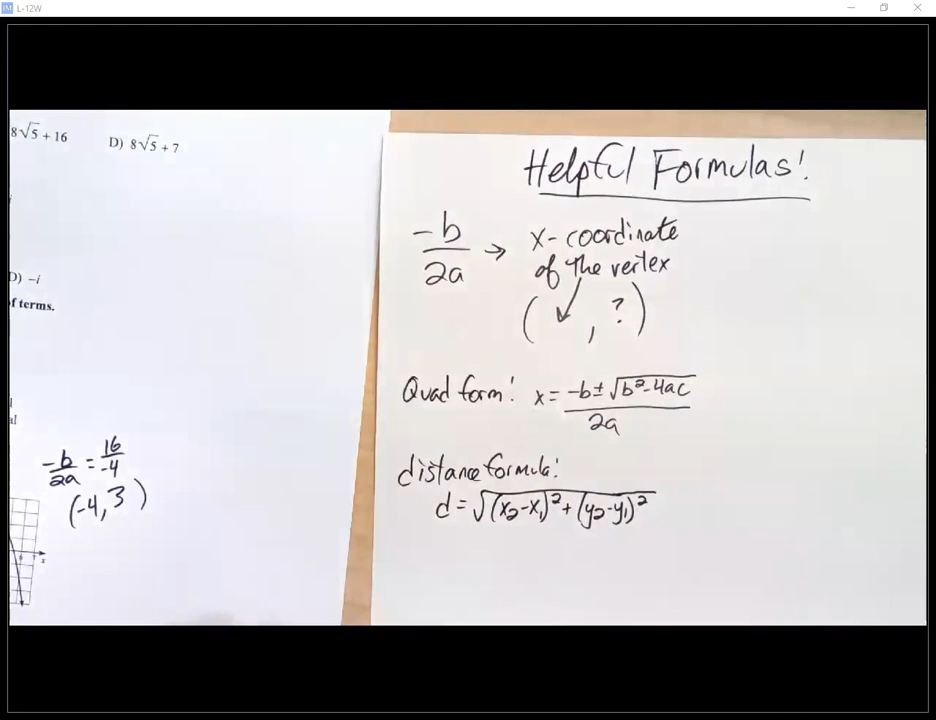 L-12W
8√5 + 16
D) 8√5 + 7
D) -i
f terms.
al
-b/2a = 16/-4
(-4, 3)
x
Helpful Formulas!
-b/2a → x-coordinate
of the vertex
( , ?)
Quad form: x = -b ± √b²-4ac / 2a
distance formula:
d = √(x₂-x₁)² + (y₂-y₁)²